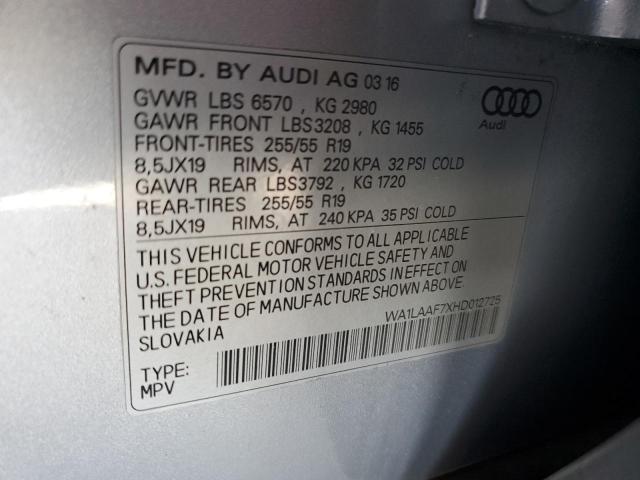 MFD. BY AUDI AG 03 16
GVWR LBS 6570 , KG 2980
GAWR FRONT LBS3208 , KG 1455
FRONT-TIRES 255/55 R19
8,5JX19 RIMS, AT 220 KPA 32 PSI COLD
GAWR REAR LBS3792 , KG 1720
REAR-TIRES 255/55 R19
8,5JX19 RIMS, AT 240 KPA 35 PSI COLD
Audi
THIS VEHICLE CONFORMS TO ALL APPLICABLE
U.S. FEDERAL MOTOR VEHICLE SAFETY AND
THEFT PREVENTION STANDARDS IN EFFECT ON
THE DATE OF MANUFACTURE SHOWN ABOVE.
SLOVAKIA
WA1LAAF7XHD012725
TYPE:
MPV